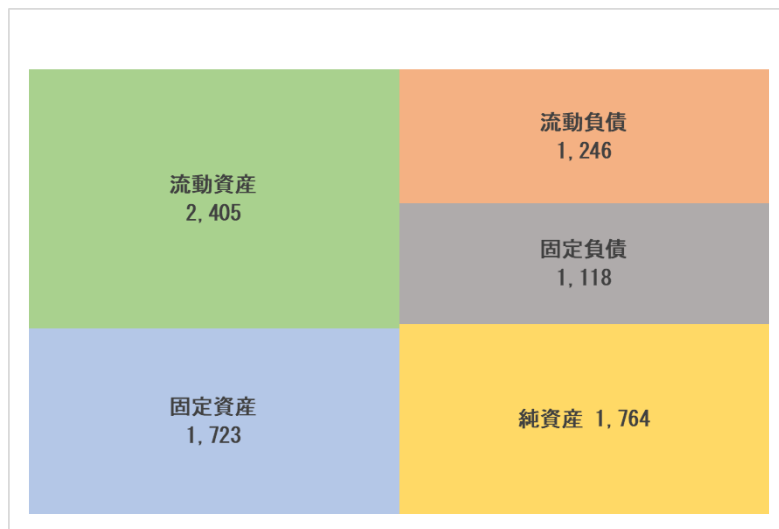 流動資産
2,405
固定資産
1,723
流動負債
1,246
固定負債
1,118
純資産 1,764